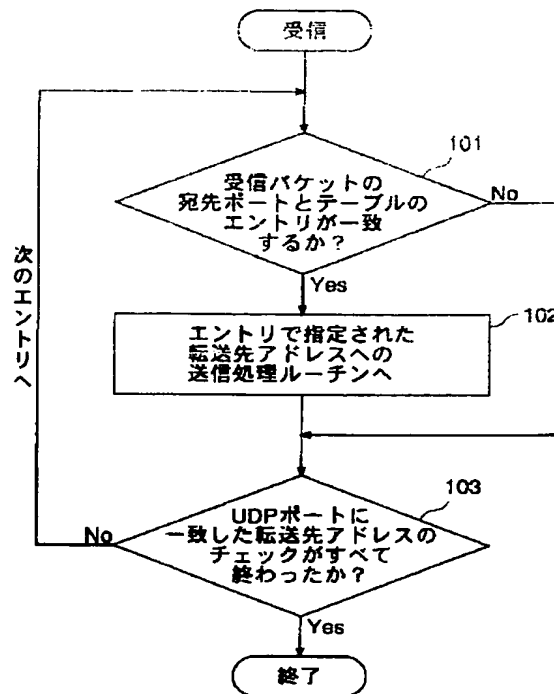 受信
101
受信パケットの
宛先ポートとテーブルの
エントリが一致
するか?
No
Yes
次のエントリへ
102
エントリで指定された
転送先アドレスへの
送信処理ルーチンへ
103
UDPポートに
一致した転送先アドレスの
チェックがすべて
終わったか?
No
Yes
終了